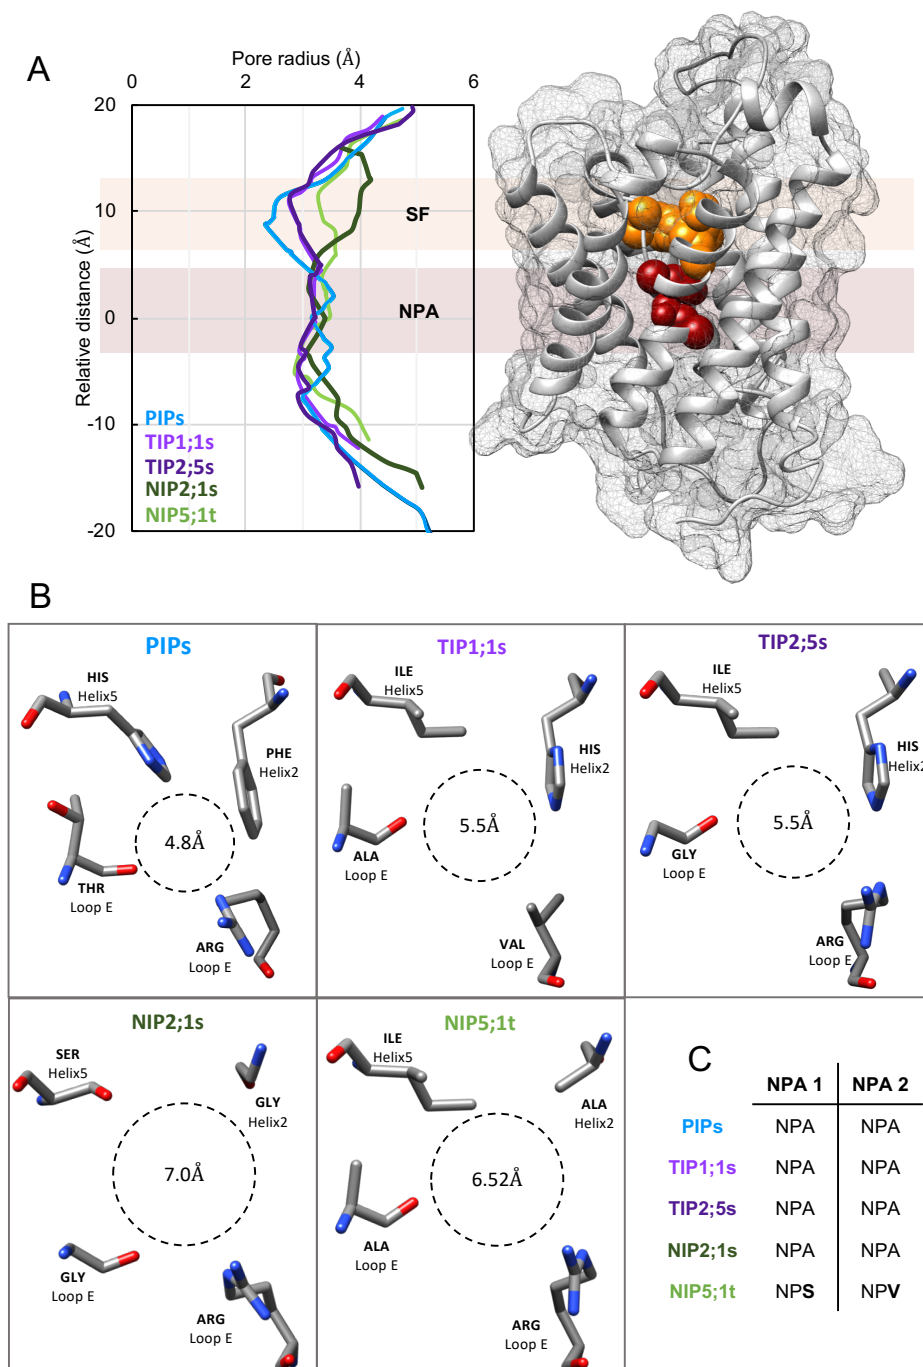 A
Pore radius (Å)
0 2 4 6
20
10
0
-10
-20
Relative distance (Å)
SF
NPA
PIPs
TIP1;1s
TIP2;5s
NIP2;1s
NIP5;1t
B
PIPs
HIS
Helix5
PHE
Helix2
4.8Å
THR
Loop E
ARG
Loop E
TIP1;1s
ILE
Helix5
HIS
Helix2
5.5Å
ALA
Loop E
VAL
Loop E
TIP2;5s
ILE
Helix5
HIS
Helix2
5.5Å
GLY
Loop E
ARG
Loop E
NIP2;1s
SER
Helix5
GLY
Helix2
7.0Å
GLY
Loop E
ARG
Loop E
NIP5;1t
ILE
Helix5
ALA
Helix2
6.52Å
ALA
Loop E
ARG
Loop E
C
NPA 1 NPA 2
PIPs NPA NPA
TIP1;1s NPA NPA
TIP2;5s NPA NPA
NIP2;1s NPA NPA
NIP5;1t NPS NPV